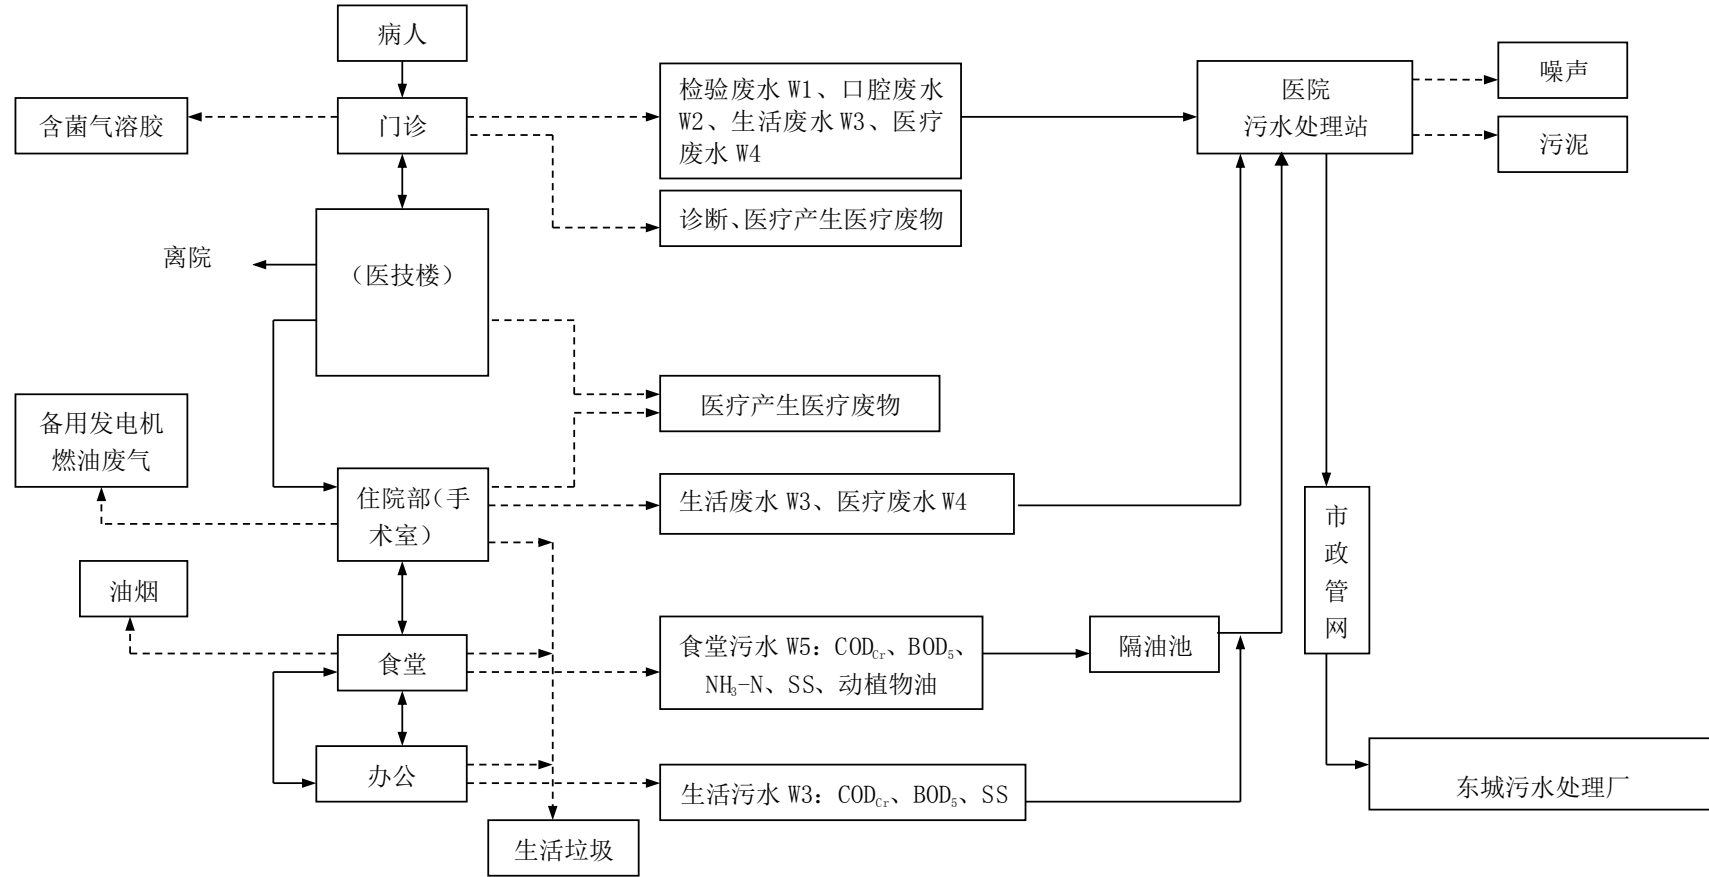 病人
含菌气溶胶
门诊
检验废水 W1、口腔废水
W2、生活废水 W3、医疗
废水 W4
医院
污水处理站
噪声
污泥
诊断、医疗产生医疗废物
离院
（医技楼）
医疗产生医疗废物
备用发电机
燃油废气
住院部（手
术室）
生活废水 W3、医疗废水 W4
市
政
管
网
油烟
食堂
食堂污水 W5：COD_Cr、BOD_5、
NH_3-N、SS、动植物油
隔油池
办公
生活污水 W3：COD_Cr、BOD_5、SS
东城污水处理厂
生活垃圾